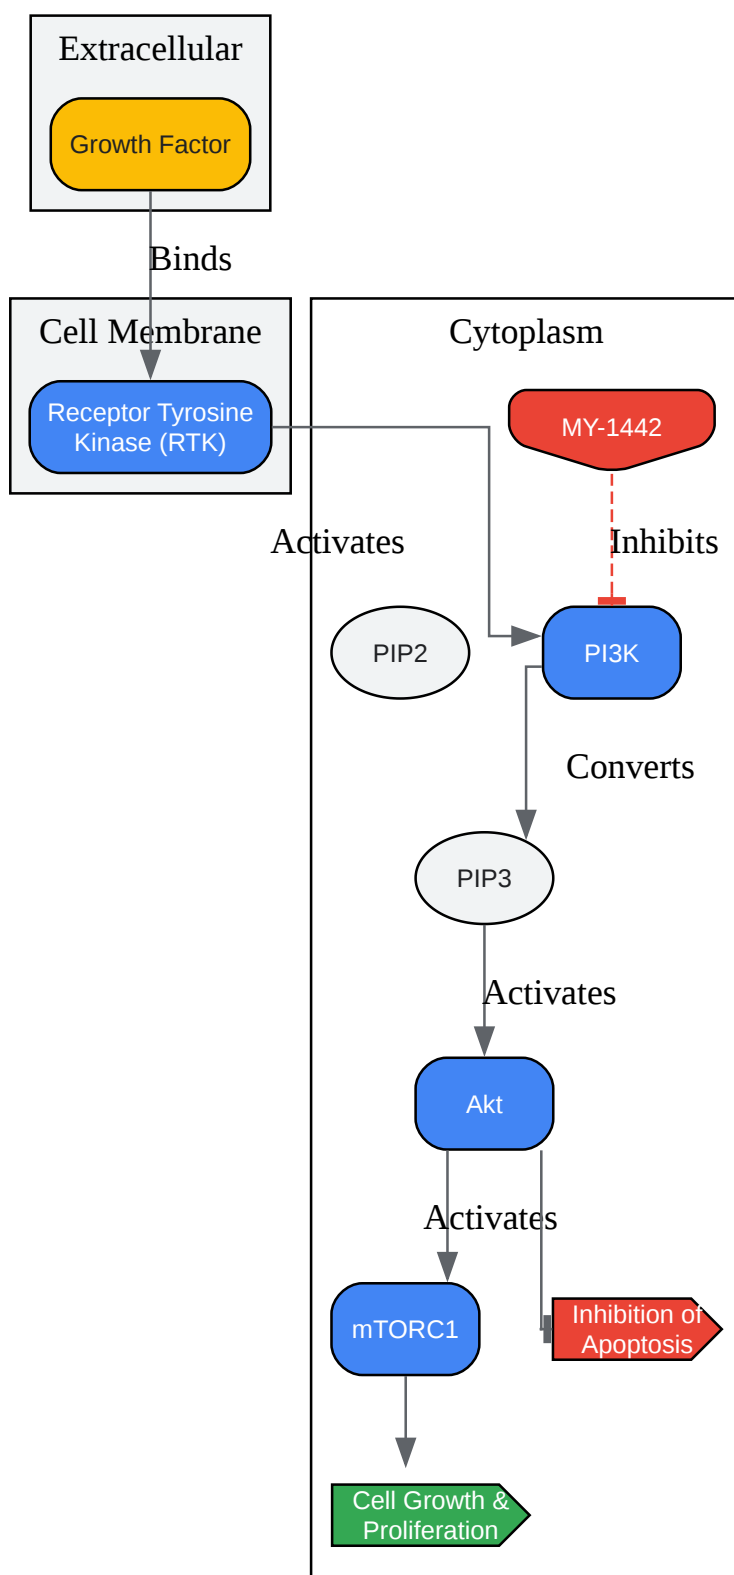 Extracellular
Growth Factor
Binds
Cell Membrane
Cytoplasm
Receptor Tyrosine
Kinase (RTK)
MY-1442
Activates
Inhibits
PIP2
PI3K
Converts
PIP3
Activates
Akt
Activates
mTORC1
Inhibition of
Apoptosis
Cell Growth &
Proliferation